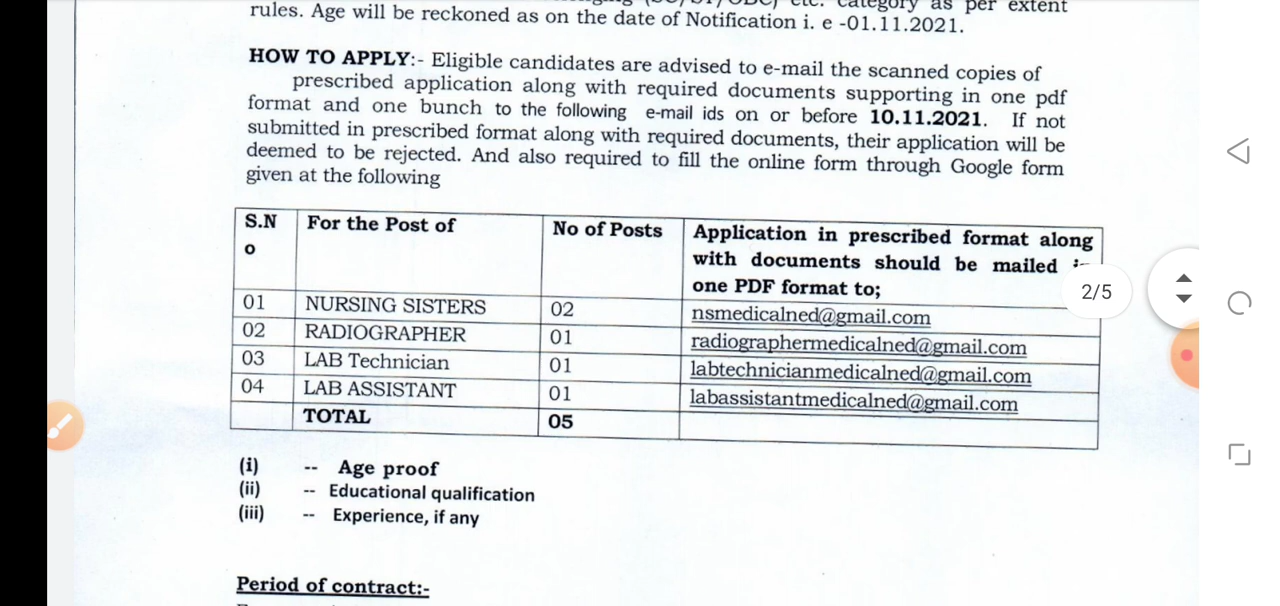 category as per extent
rules. Age will be reckoned as on the date of Notification i. e -01.11.2021.
HOW TO APPLY:- Eligible candidates are advised to e-mail the scanned copies of
prescribed application along with required documents supporting in one pdf
format and one bunch to the following e-mail ids on or before 10.11.2021. If not
submitted in prescribed format along with required documents, their application will be
deemed to be rejected. And also required to fill the online form through Google form
given at the following
S.N
o
For the Post of
No of Posts
Application in prescribed format along
with documents should be mailed
one PDF format to;
2/5
01 NURSING SISTERS 02 nsmedicalned@gmail.com
02 RADIOGRAPHER 01 radiographermedicalned@gmail.com
03 LAB Technician 01 labtechnicianmedicalned@gmail.com
04 LAB ASSISTANT 01 labassistantmedicalned@gmail.com
TOTAL 05
(i) -- Age proof
(ii) -- Educational qualification
(iii) -- Experience, if any
Period of contract:-